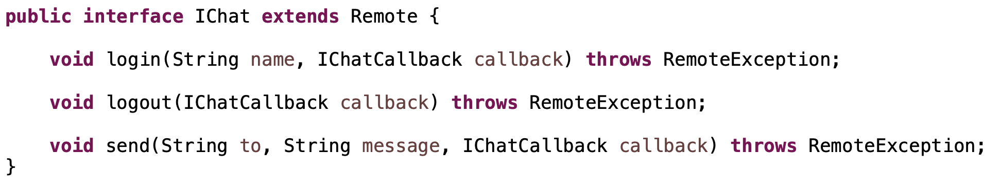 public interface IChat extends Remote {
void login(String name, IChatCallback callback) throws RemoteException;
void logout(IChatCallback callback) throws RemoteException;
void send(String to, String message, IChatCallback callback) throws RemoteException;
}